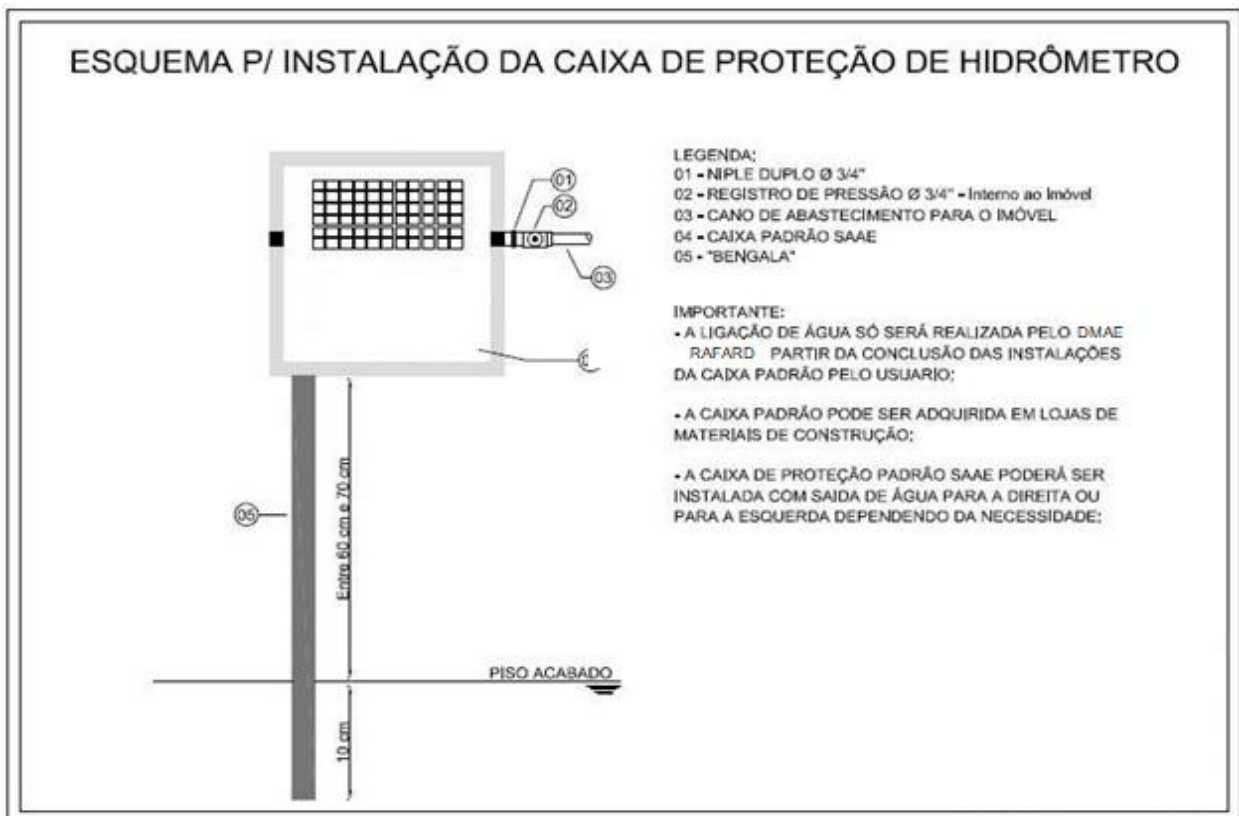 ESQUEMA P/ INSTALAÇÃO DA CAIXA DE PROTEÇÃO DE HIDRÔMETRO
01
02
03
05
Entre 60 cm e 70 cm
PISO ACABADO
10 cm
LEGENDA:
01 - NIPLE DUPLO Ø 3/4"
02 - REGISTRO DE PRESSÃO Ø 3/4" - Interno ao Imóvel
03 - CANO DE ABASTECIMENTO PARA O IMÓVEL
04 - CAIXA PADRÃO SAAE
05 - "BENGALA"
IMPORTANTE:
- A LIGAÇÃO DE ÁGUA SÓ SERÁ REALIZADA PELO DMAE
RAFARD PARTIR DA CONCLUSÃO DAS INSTALAÇÕES
DA CAIXA PADRÃO PELO USUARIO;
- A CAIXA PADRÃO PODE SER ADQUIRIDA EM LOJAS DE
MATERIAIS DE CONSTRUÇÃO;
- A CAIXA DE PROTEÇÃO PADRÃO SAAE PODERÁ SER
INSTALADA COM SAIDA DE ÁGUA PARA A DIREITA OU
PARA A ESQUERDA DEPENDENDO DA NECESSIDADE;